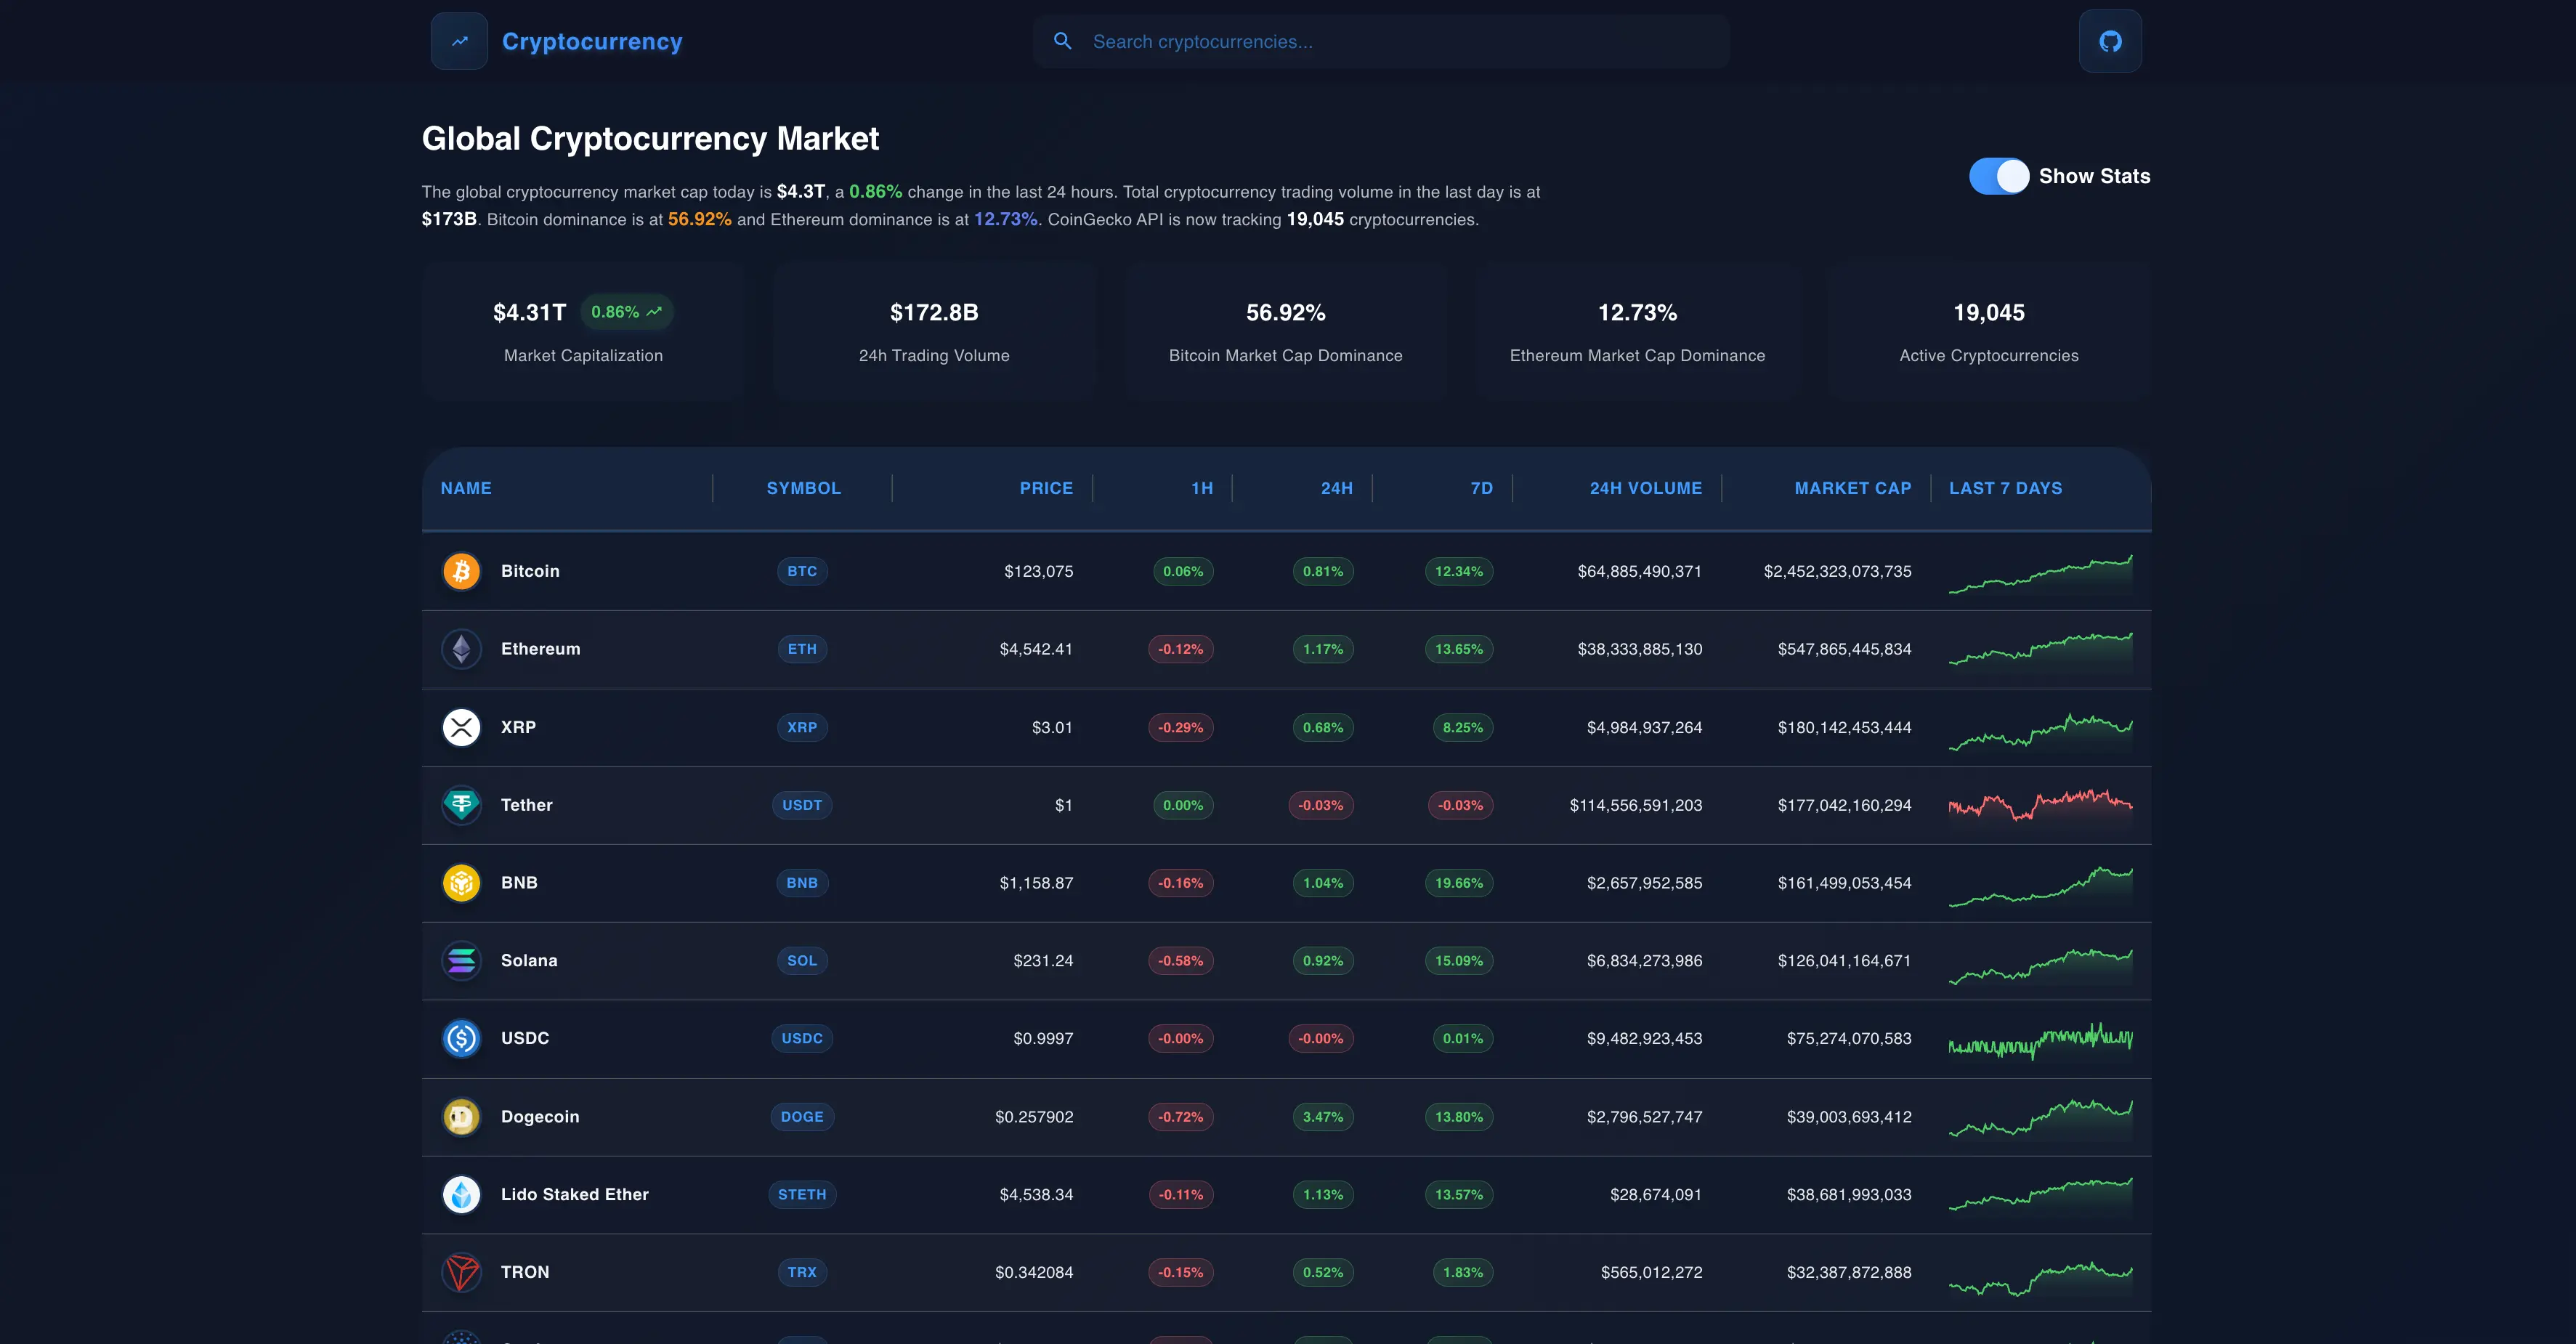 Cryptocurrency
Search cryptocurrencies...
Global Cryptocurrency Market
Show Stats
The global cryptocurrency market cap today is $4.3T, a 0.86% change in the last 24 hours. Total cryptocurrency trading volume in the last day is at
$173B. Bitcoin dominance is at 56.92% and Ethereum dominance is at 12.73%. CoinGecko API is now tracking 19,045 cryptocurrencies.
$4.31T 0.86% $172.8B 56.92% 12.73% 19,045
Market Capitalization 24h Trading Volume Bitcoin Market Cap Dominance Ethereum Market Cap Dominance Active Cryptocurrencies
NAME SYMBOL PRICE 1H 24H 7D 24H VOLUME MARKET CAP LAST 7 DAYS
Bitcoin BTC $123,075 0.06% 0.81% 12.34% $64,885,490,371 $2,452,323,073,735
Ethereum ETH $4,542.41 -0.12% 1.17% 13.65% $38,333,885,130 $547,865,445,834
XRP XRP $3.01 -0.29% 0.68% 8.25% $4,984,937,264 $180,142,453,444
Tether USDT $1 0.00% -0.03% -0.03% $114,556,591,203 $177,042,160,294
BNB BNB $1,158.87 -0.16% 1.04% 19.66% $2,657,952,585 $161,499,053,454
Solana SOL $231.24 -0.58% 0.92% 15.09% $6,834,273,986 $126,041,164,671
USDC USDC $0.9997 -0.00% -0.00% 0.01% $9,482,923,453 $75,274,070,583
Dogecoin DOGE $0.257902 -0.72% 3.47% 13.80% $2,796,527,747 $39,003,693,412
Lido Staked Ether STETH $4,538.34 -0.11% 1.13% 13.57% $28,674,091 $38,681,993,033
TRON TRX $0.342084 -0.15% 0.52% 1.83% $565,012,272 $32,387,872,888